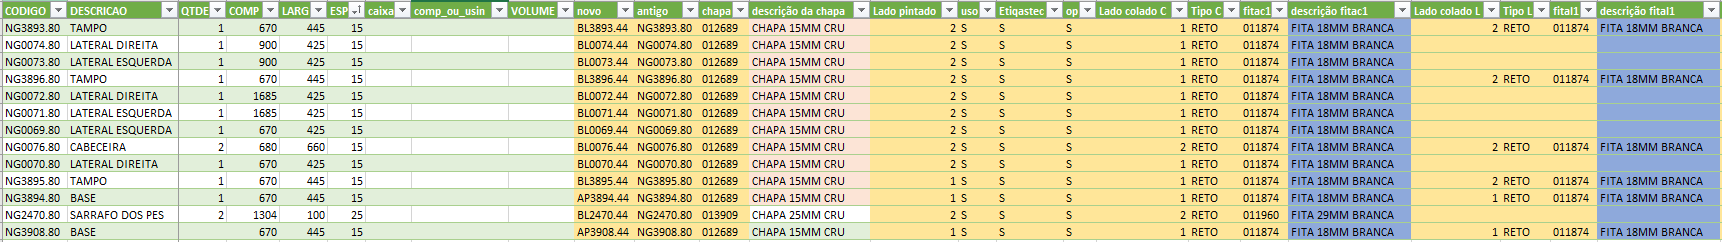 CODIGO DESCRICAO QTDE COMP LARG ESP caixa comp_ou_usin VOLUME novo antigo chapa descrição da chapa Lado pintado uso Etiqastec op Lado colado C Tipo C fitac1 descrição fitac1 Lado colado L Tipo L fital1 descrição fital1
NG3893.80 TAMPO 1 670 445 15 BL3893.44 NG3893.80 012689 CHAPA 15MM CRU 2 S S S 1 RETO 011874 FITA 18MM BRANCA 2 RETO 011874 FITA 18MM BRANCA
NG0074.80 LATERAL DIREITA 1 900 425 15 BL0074.44 NG0074.80 012689 CHAPA 15MM CRU 2 S S S 1 RETO 011874 FITA 18MM BRANCA
NG0073.80 LATERAL ESQUERDA 1 900 425 15 BL0073.44 NG0073.80 012689 CHAPA 15MM CRU 2 S S S 1 RETO 011874 FITA 18MM BRANCA
NG3896.80 TAMPO 1 670 445 15 BL3896.44 NG3896.80 012689 CHAPA 15MM CRU 2 S S S 1 RETO 011874 FITA 18MM BRANCA 2 RETO 011874 FITA 18MM BRANCA
NG0072.80 LATERAL DIREITA 1 1685 425 15 BL0072.44 NG0072.80 012689 CHAPA 15MM CRU 2 S S S 1 RETO 011874 FITA 18MM BRANCA
NG0071.80 LATERAL ESQUERDA 1 1685 425 15 BL0071.44 NG0071.80 012689 CHAPA 15MM CRU 2 S S S 1 RETO 011874 FITA 18MM BRANCA
NG0069.80 LATERAL ESQUERDA 1 670 425 15 BL0069.44 NG0069.80 012689 CHAPA 15MM CRU 2 S S S 1 RETO 011874 FITA 18MM BRANCA
NG0076.80 CABECEIRA 2 680 660 15 BL0076.44 NG0076.80 012689 CHAPA 15MM CRU 2 S S S 2 RETO 011874 FITA 18MM BRANCA 2 RETO 011874 FITA 18MM BRANCA
NG0070.80 LATERAL DIREITA 1 670 425 15 BL0070.44 NG0070.80 012689 CHAPA 15MM CRU 2 S S S 1 RETO 011874 FITA 18MM BRANCA
NG3895.80 TAMPO 1 670 445 15 BL3895.44 NG3895.80 012689 CHAPA 15MM CRU 1 S S S 1 RETO 011874 FITA 18MM BRANCA 2 RETO 011874 FITA 18MM BRANCA
NG3894.80 BASE 1 670 445 15 AP3894.44 NG3894.80 012689 CHAPA 15MM CRU 1 S S S 1 RETO 011874 FITA 18MM BRANCA 1 RETO 011874 FITA 18MM BRANCA
NG2470.80 SARRAFO DOS PES 2 1304 100 25 BL2470.44 NG2470.80 013909 CHAPA 25MM CRU 2 S S S 2 RETO 011960 FITA 29MM BRANCA
NG3908.80 BASE 670 445 15 AP3908.44 NG3908.80 012689 CHAPA 15MM CRU 1 S S S 1 RETO 011874 FITA 18MM BRANCA 1 RETO 011874 FITA 18MM BRANCA